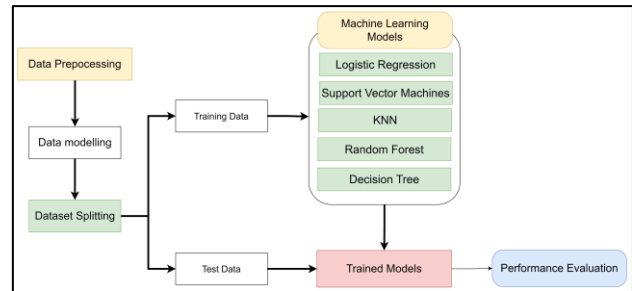 Machine Learning
Models
Data Prepocessing
Logistic Regression
Support Vector Machines
Training Data
KNN
Data modelling
Random Forest
Decision Tree
Dataset Splitting
Test Data
Trained Models
Performance Evaluation